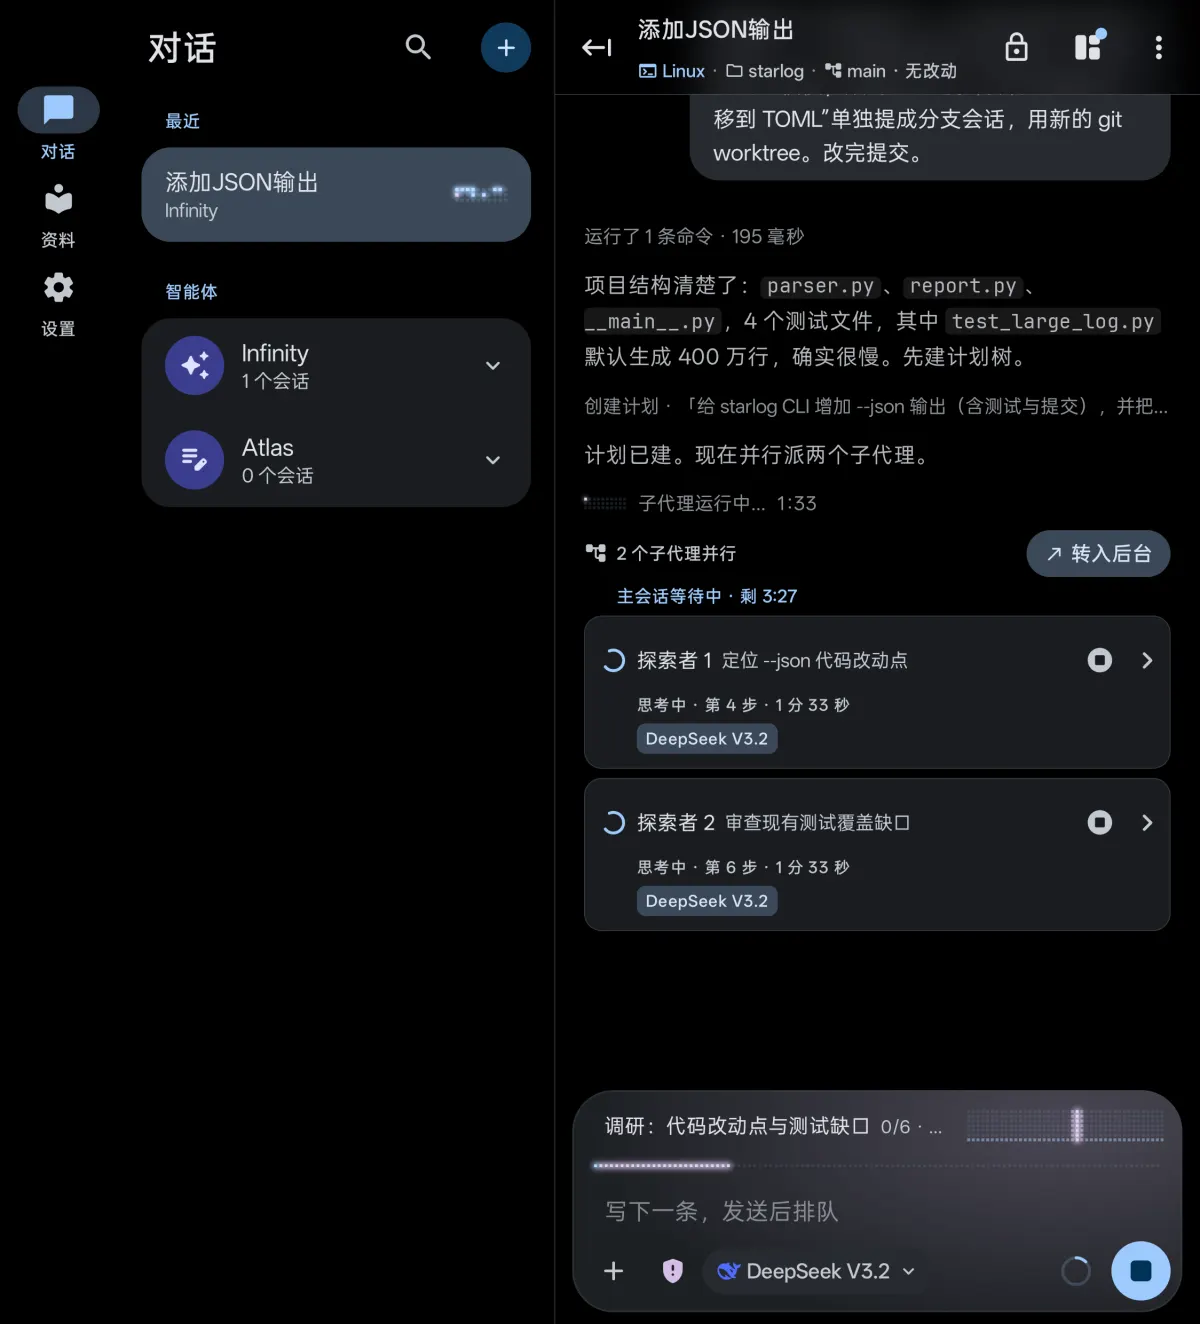 对话
对话
资料
设置
最近
添加JSON输出
Infinity
智能体
Infinity
1 个会话
Atlas
0 个会话
添加JSON输出
Linux · starlog · main · 无改动
移到 TOML”单独提成分支会话，用新的 git
worktree。改完提交。
运行了 1 条命令 · 195 毫秒
项目结构清楚了： parser.py 、 report.py 、
__main__.py ，4 个测试文件，其中 test_large_log.py
默认生成 400 万行，确实很慢。先建计划树。
创建计划 · 「给 starlog CLI 增加 --json 输出（含测试与提交），并把...
计划已建。现在并行派两个子代理。
子代理运行中... 1:33
2 个子代理并行
转入后台
主会话等待中 · 剩 3:27
探索者 1 定位 --json 代码改动点
思考中 · 第 4 步 · 1 分 33 秒
DeepSeek V3.2
探索者 2 审查现有测试覆盖缺口
思考中 · 第 6 步 · 1 分 33 秒
DeepSeek V3.2
调研：代码改动点与测试缺口 0/6 · ...
写下一条，发送后排队
DeepSeek V3.2